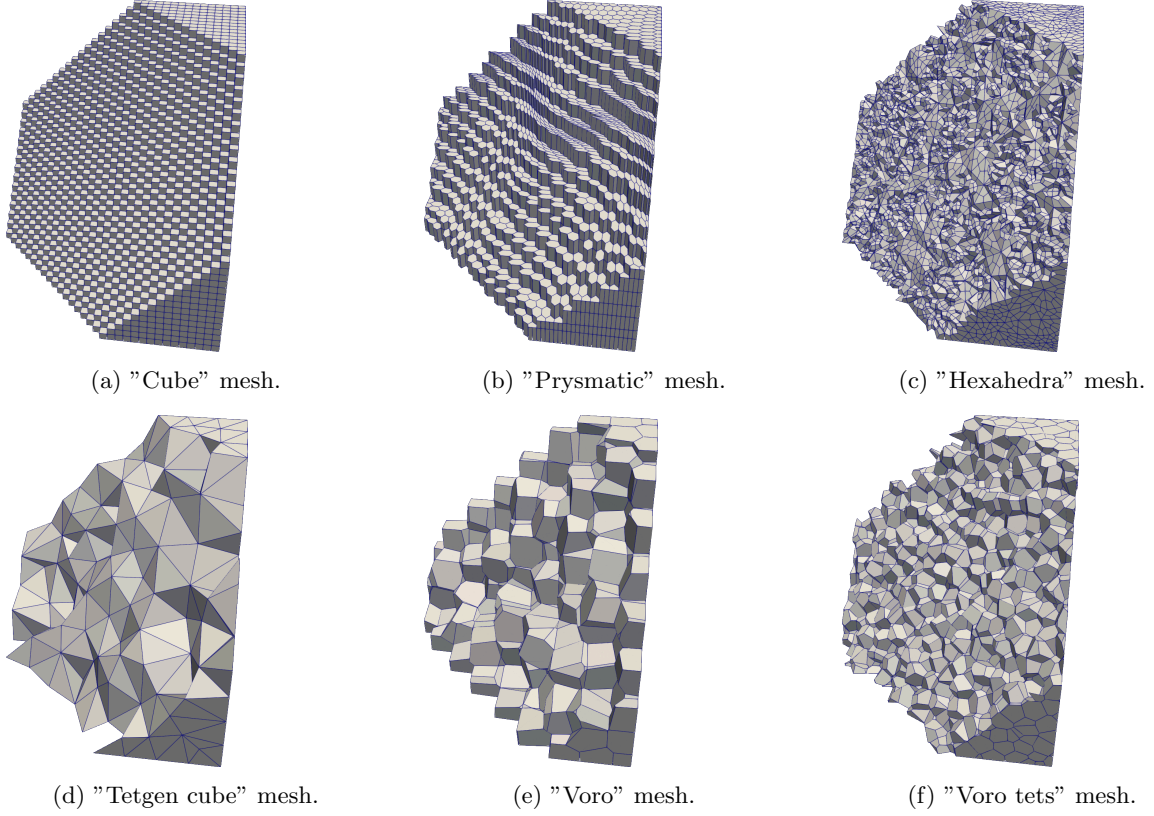 (a) ”Cube” mesh.
(b) ”Prysmatic” mesh.
(c) ”Hexahedra” mesh.
(d) ”Tetgen cube” mesh.
(e) ”Voro” mesh.
(f) ”Voro tets” mesh.